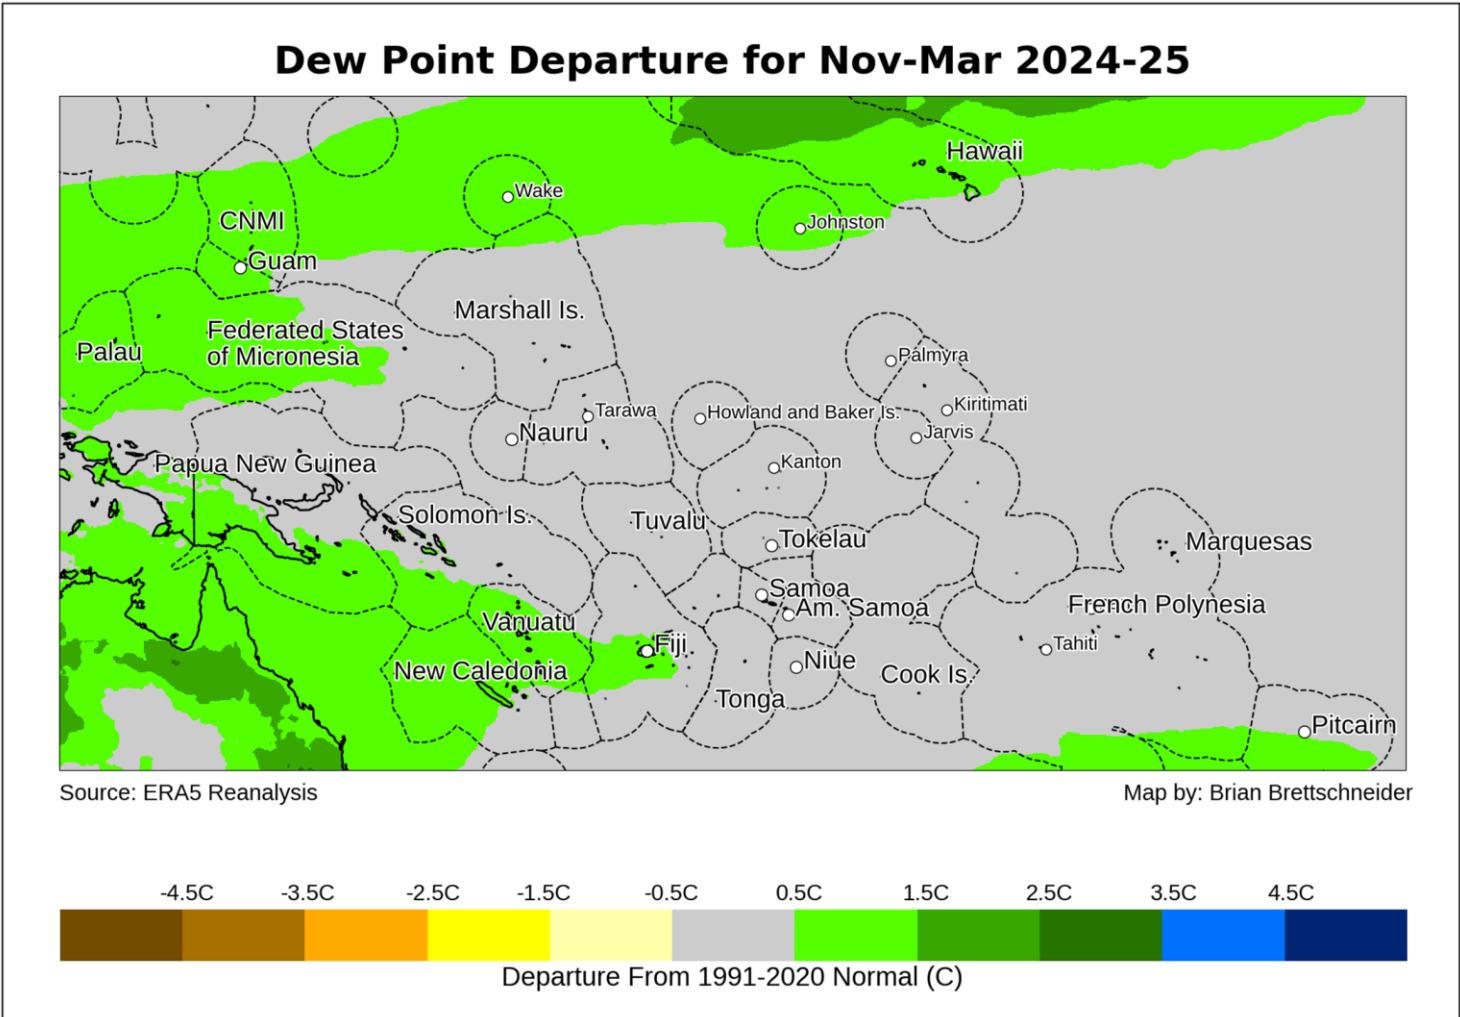 Dew Point Departure for Nov-Mar 2024-25
Hawaii
Wake
CNMI
Johnston
Guam
Marshall Is.
Federated States
of Micronesia
Palau
Palmyra
Kiritimati
Tarawa
Howland and Baker Is.
Nauru
Jarvis
Papua New Guinea
Kanton
Solomon Is.
Tuvalu
Tokelau
Marquesas
Samoa
Am. Samoa
French Polynesia
Vanuatu
Fiji
Tahiti
New Caledonia
Niue
Cook Is.
Tonga
Pitcairn
Source: ERA5 Reanalysis
Map by: Brian Brettschneider
-4.5C -3.5C -2.5C -1.5C -0.5C 0.5C 1.5C 2.5C 3.5C 4.5C
Departure From 1991-2020 Normal (C)